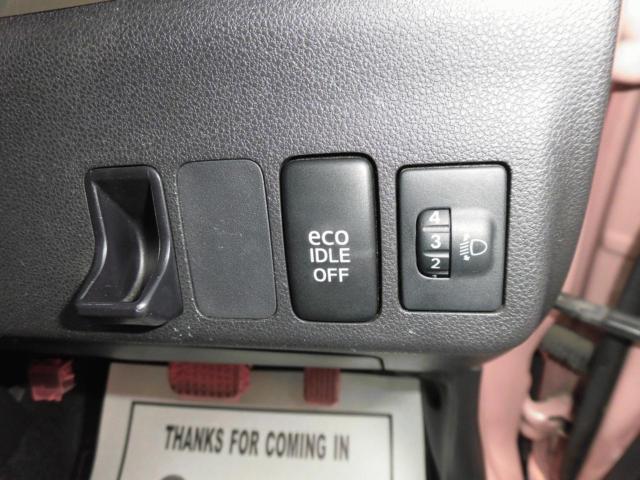 eco
IDLE
OFF
4
3
2
THANKS FOR COMING IN